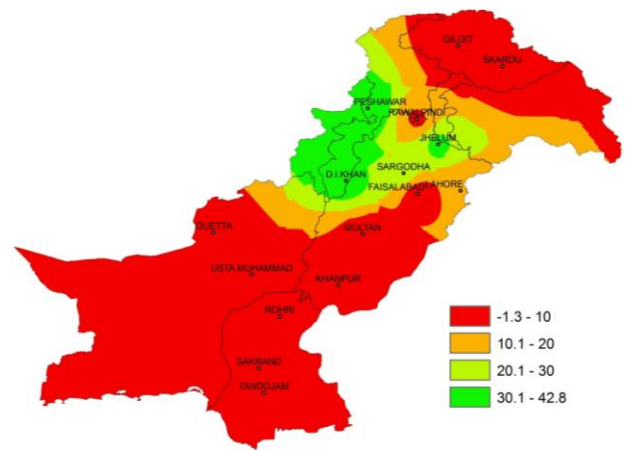 GILGIT
SKARDU
PESHAWAR
RAWALPINDI
JHELUM
SARGODHA
D.I.KHAN
FAISALABAD
LAHORE
QUETTA
MULTAN
USTA MUHAMMAD
KHANPUR
ROHRI
SAKRAND
TANDOJAM
-1.3 - 10
10.1 - 20
20.1 - 30
30.1 - 42.8